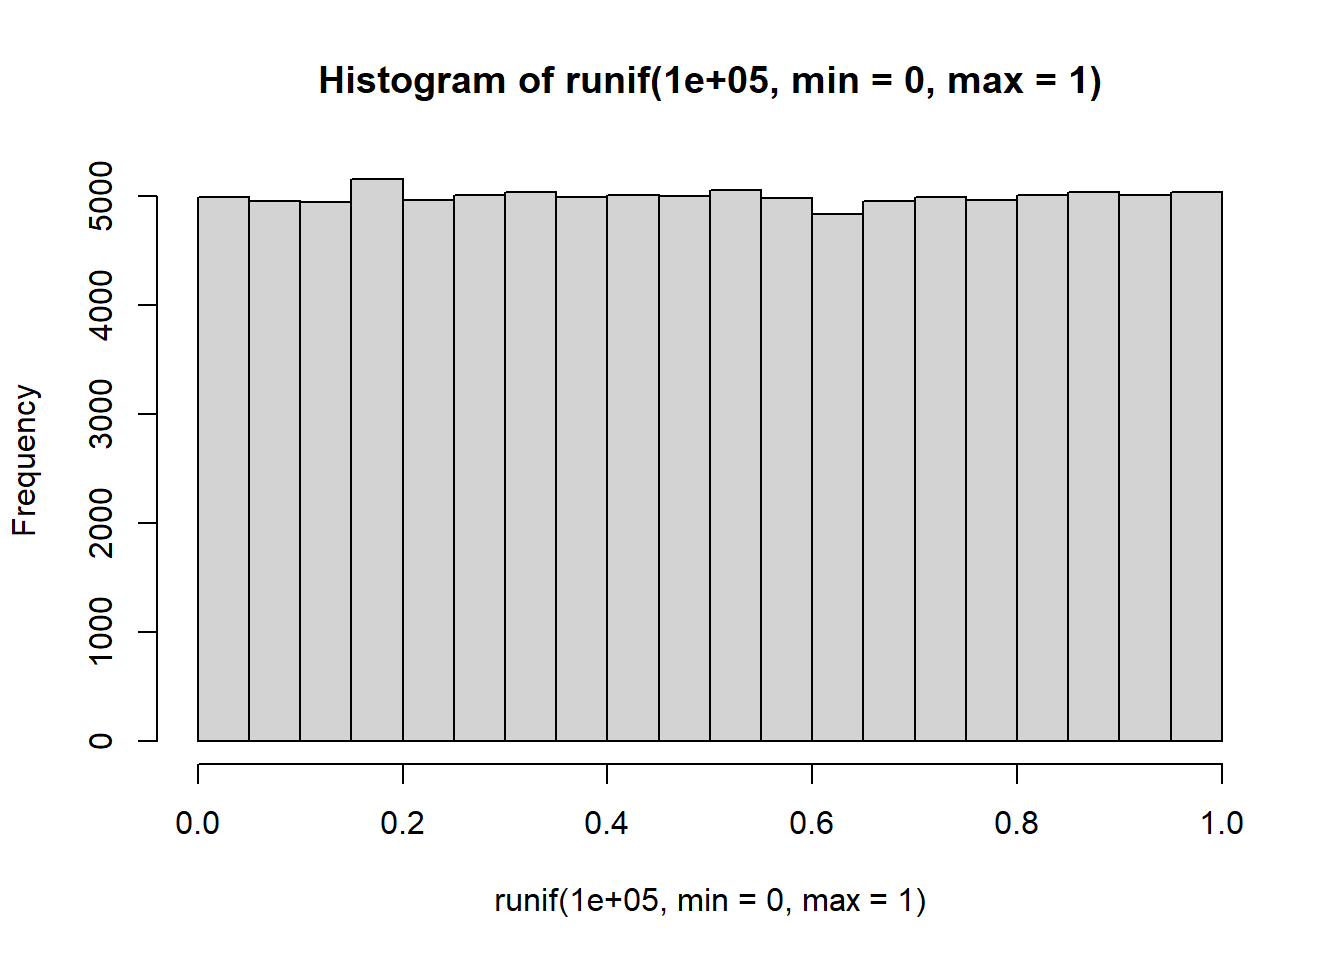 Histogram of runif(1e+05, min = 0, max = 1)
Frequency
5000
4000
3000
2000
1000
0
0.0 0.2 0.4 0.6 0.8 1.0
runif(1e+05, min = 0, max = 1)